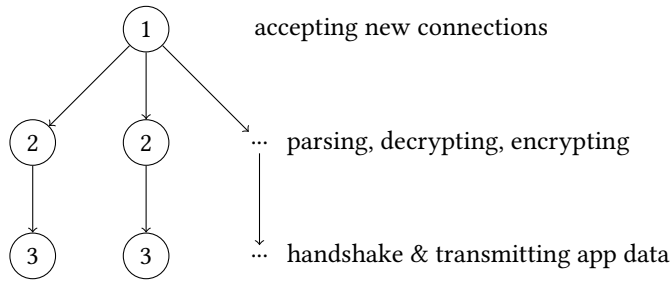 1 accepting new connections
2 2 ... parsing, decrypting, encrypting
3 3 ... handshake & transmitting app data